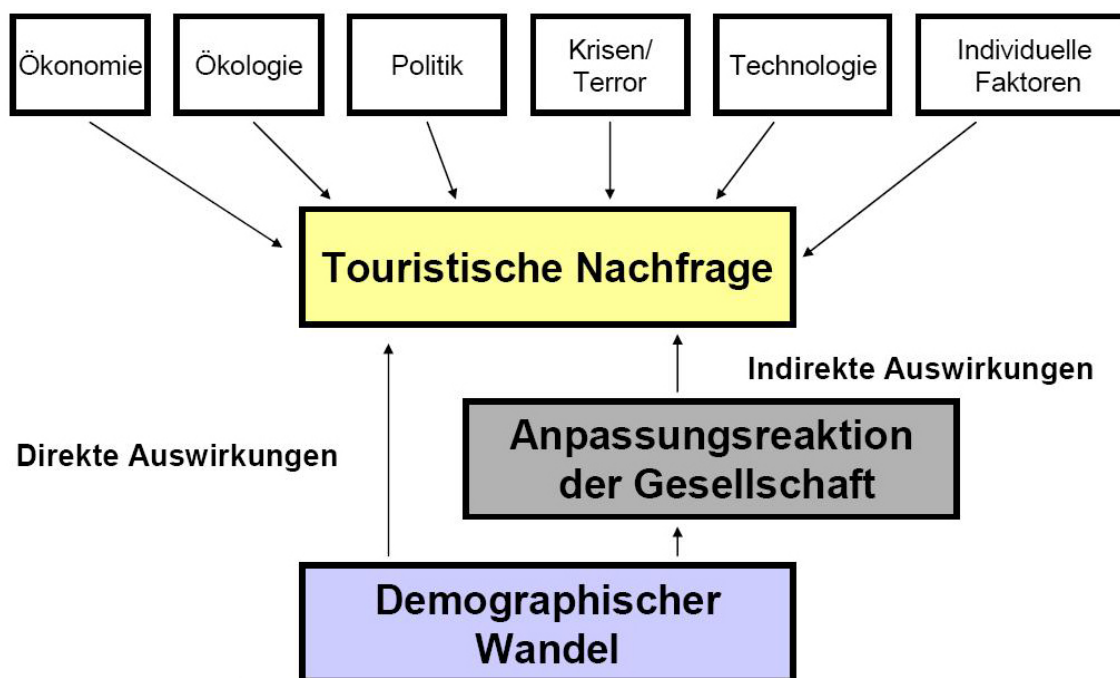 Ökonomie
Ökologie
Politik
Krisen/
Terror
Technologie
Individuelle
Faktoren
Touristische Nachfrage
Indirekte Auswirkungen
Anpassungsreaktion
der Gesellschaft
Direkte Auswirkungen
Demographischer
Wandel